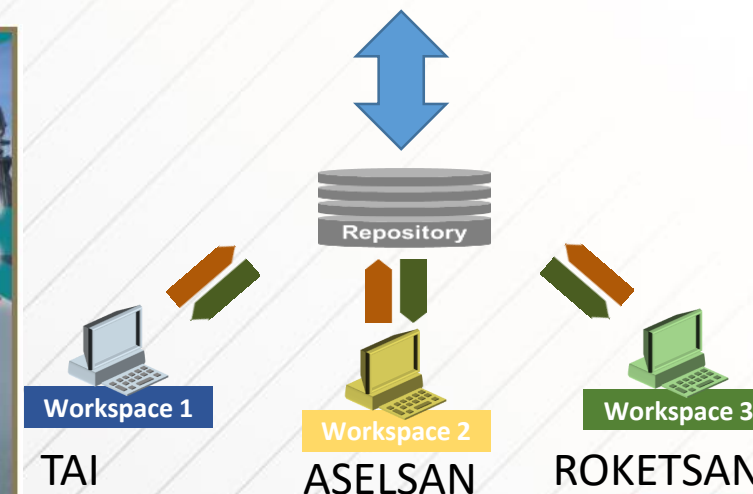 Repository
Workspace 1
Workspace 2
Workspace 3
TAI
ASELSAN
ROKETSAN